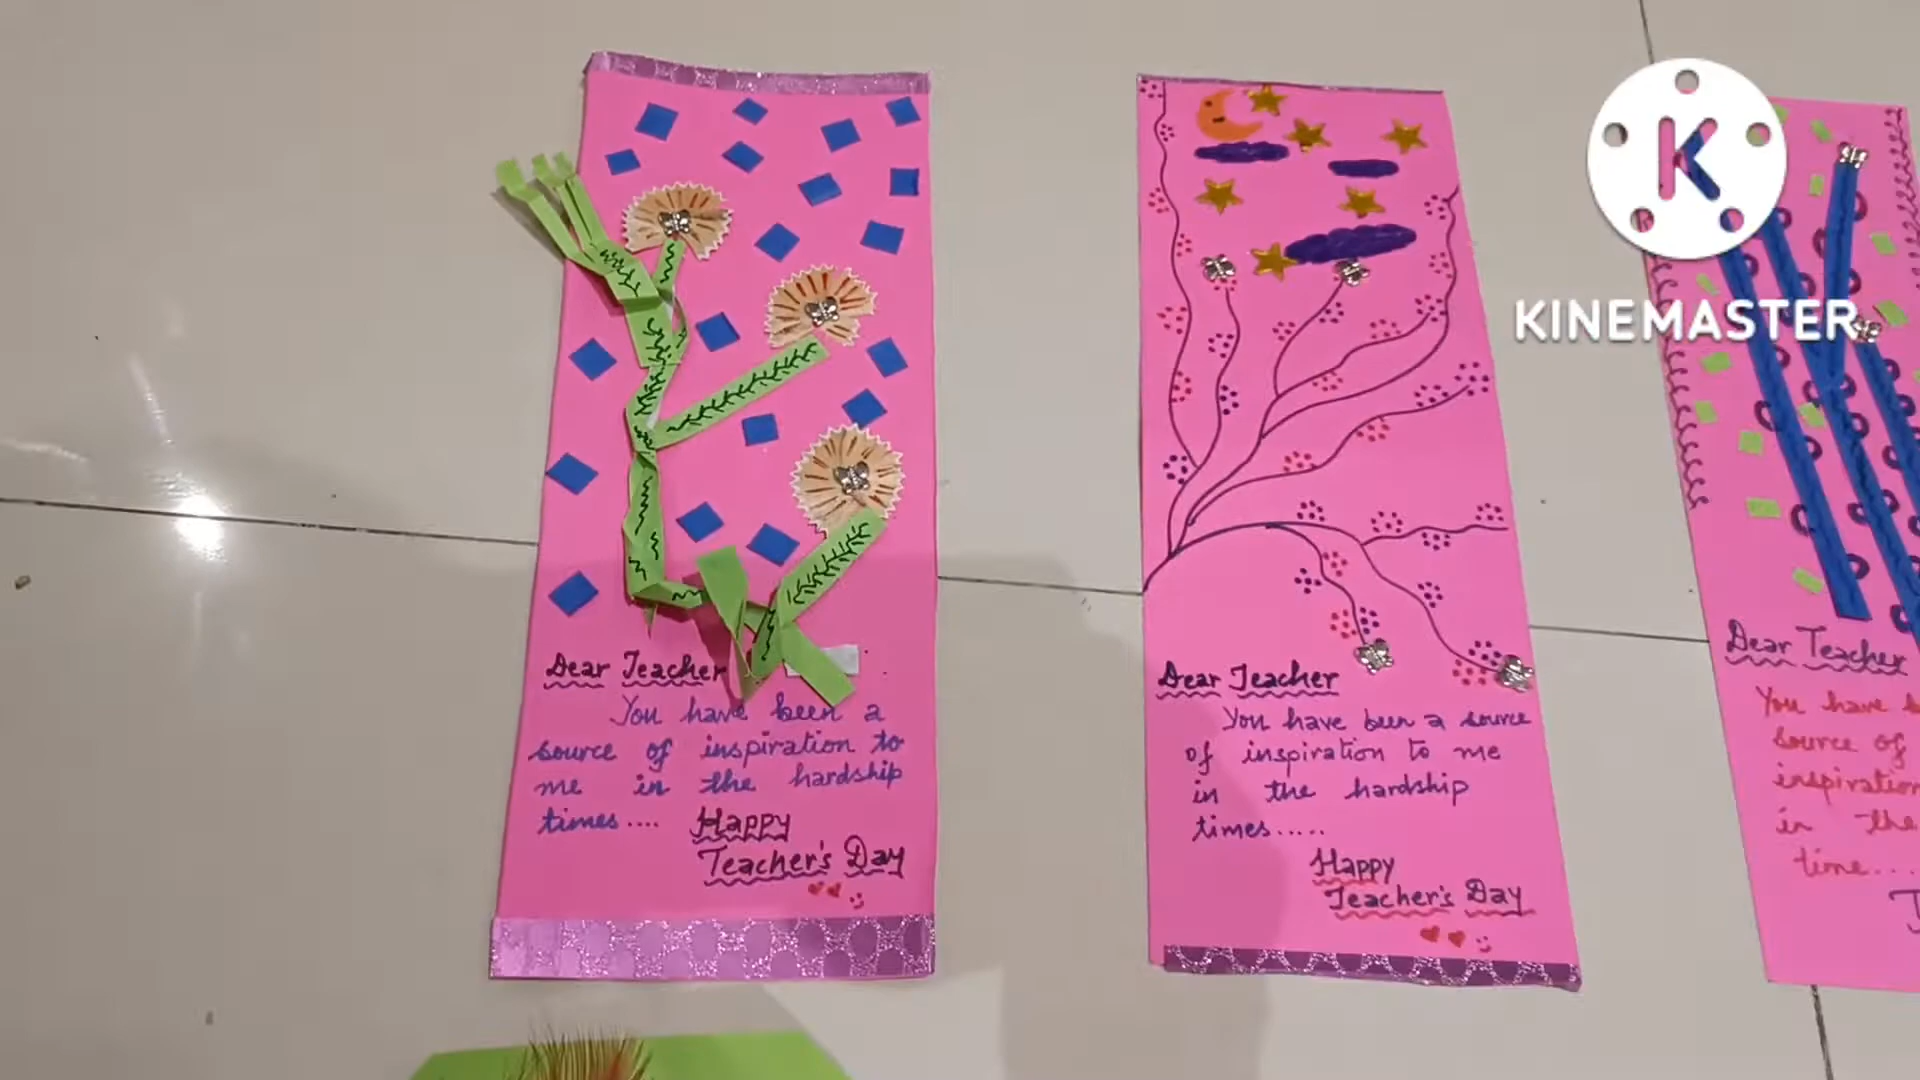 Dear Teacher
You have been a
source of inspiration to
me in the hardship
times....
Happy
Teacher's Day
Dear Teacher
You have been a source
of inspiration to me
in the hardship
times.....
Happy
Teacher's Day
K
KINEMASTER
Dear Teacher
You have
source of
inspiration
in the
time...